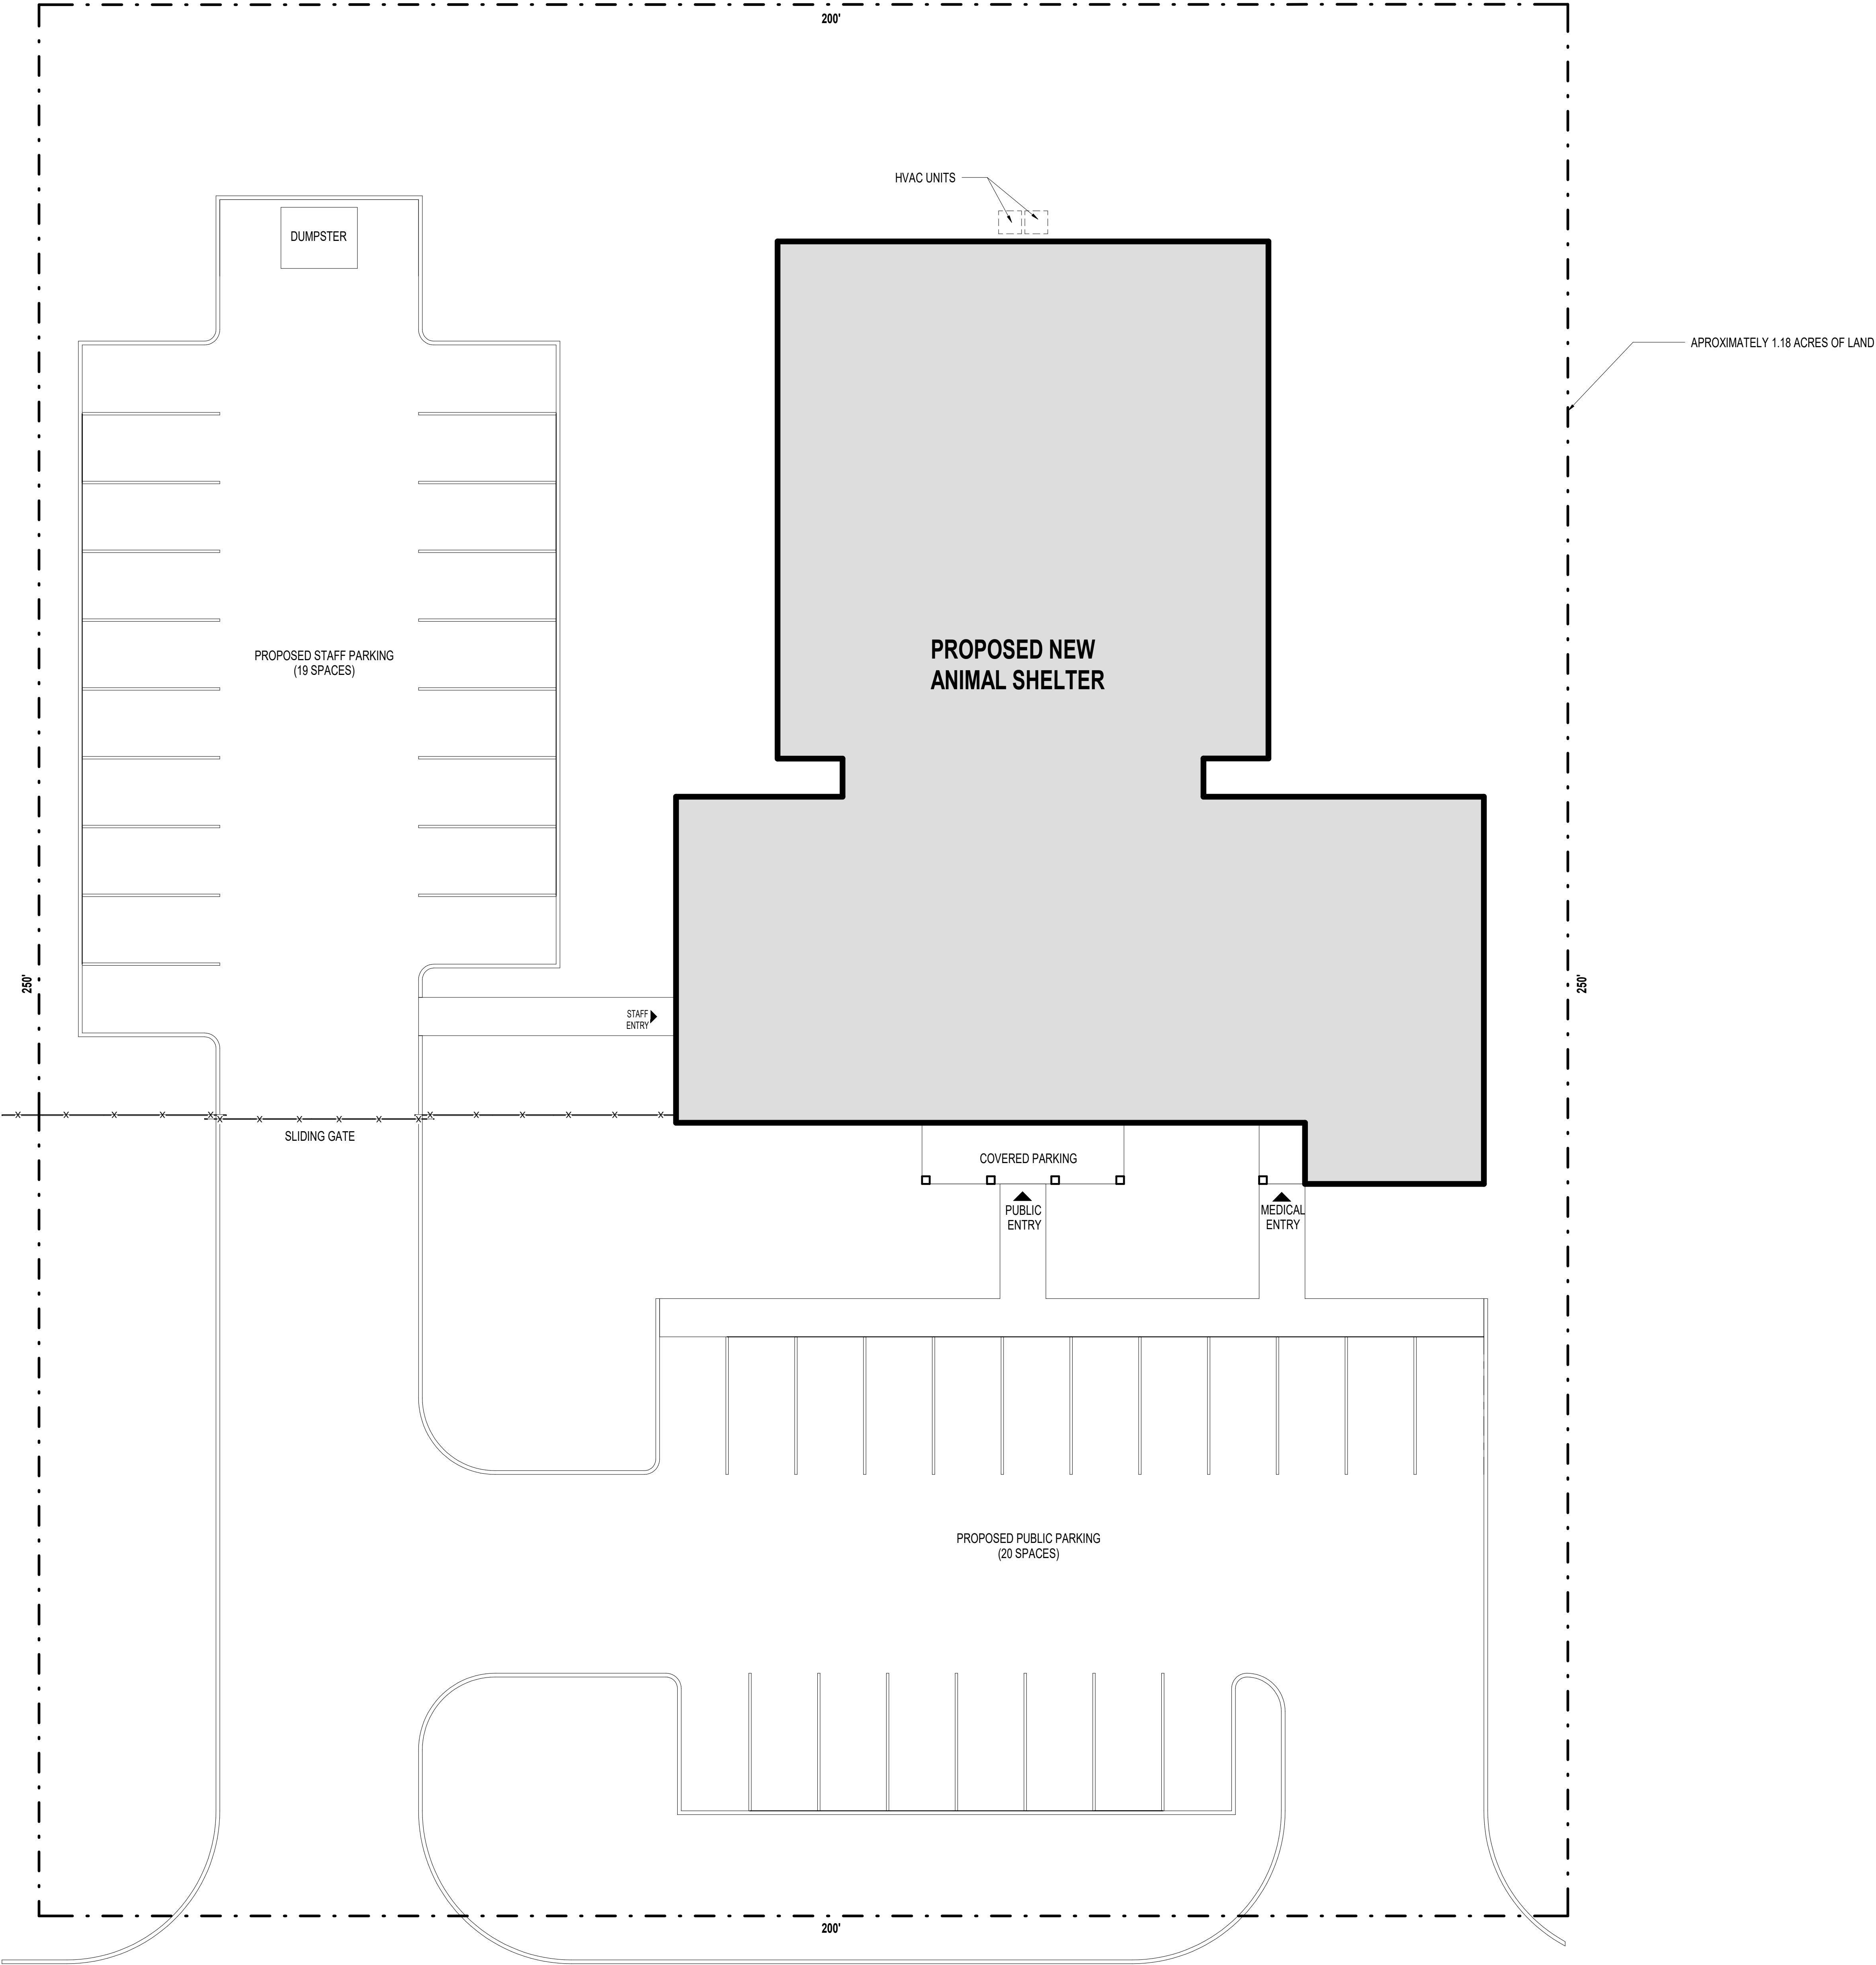 200'
HVAC UNITS
DUMPSTER
APROXIMATELY 1.18 ACRES OF LAND
PROPOSED NEW
ANIMAL SHELTER
PROPOSED STAFF PARKING
(19 SPACES)
250'
250'
STAFF
ENTRY
SLIDING GATE
COVERED PARKING
PUBLIC
ENTRY
MEDICAL
ENTRY
PROPOSED PUBLIC PARKING
(20 SPACES)
200'